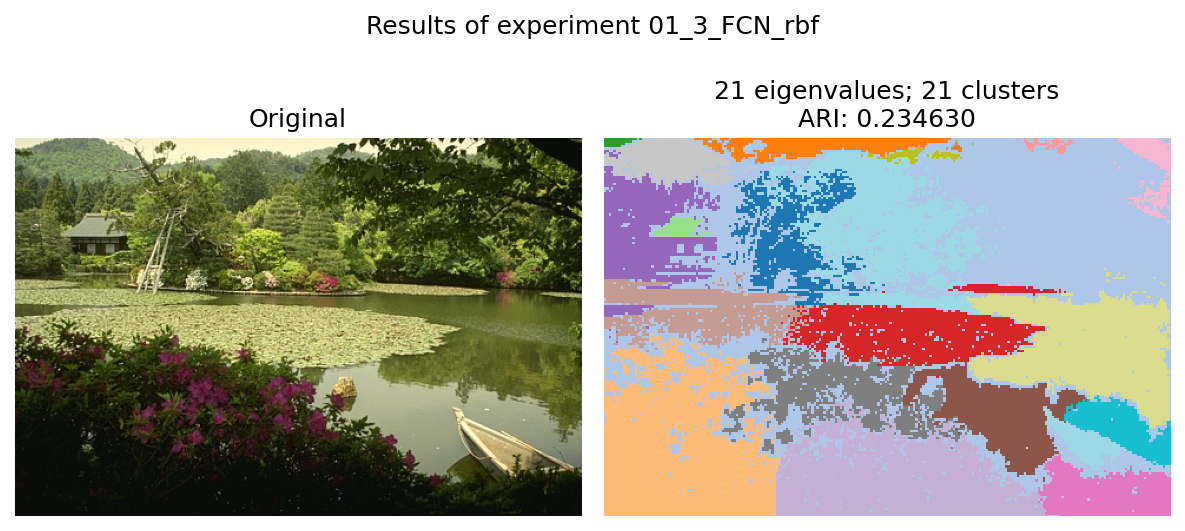 Results of experiment 01_3_FCN_rbf
Original
21 eigenvalues; 21 clusters
ARI: 0.234630